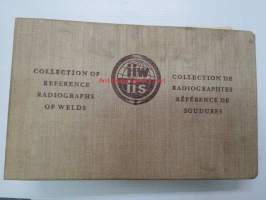 COLLECTION OF
REFERENCE
RADIOGRAPHS
OF WELDS
iiw
iis
COLLECTION DE
RADIOGRAPHIES
RÉFÉRENCE DE
SOUDURES